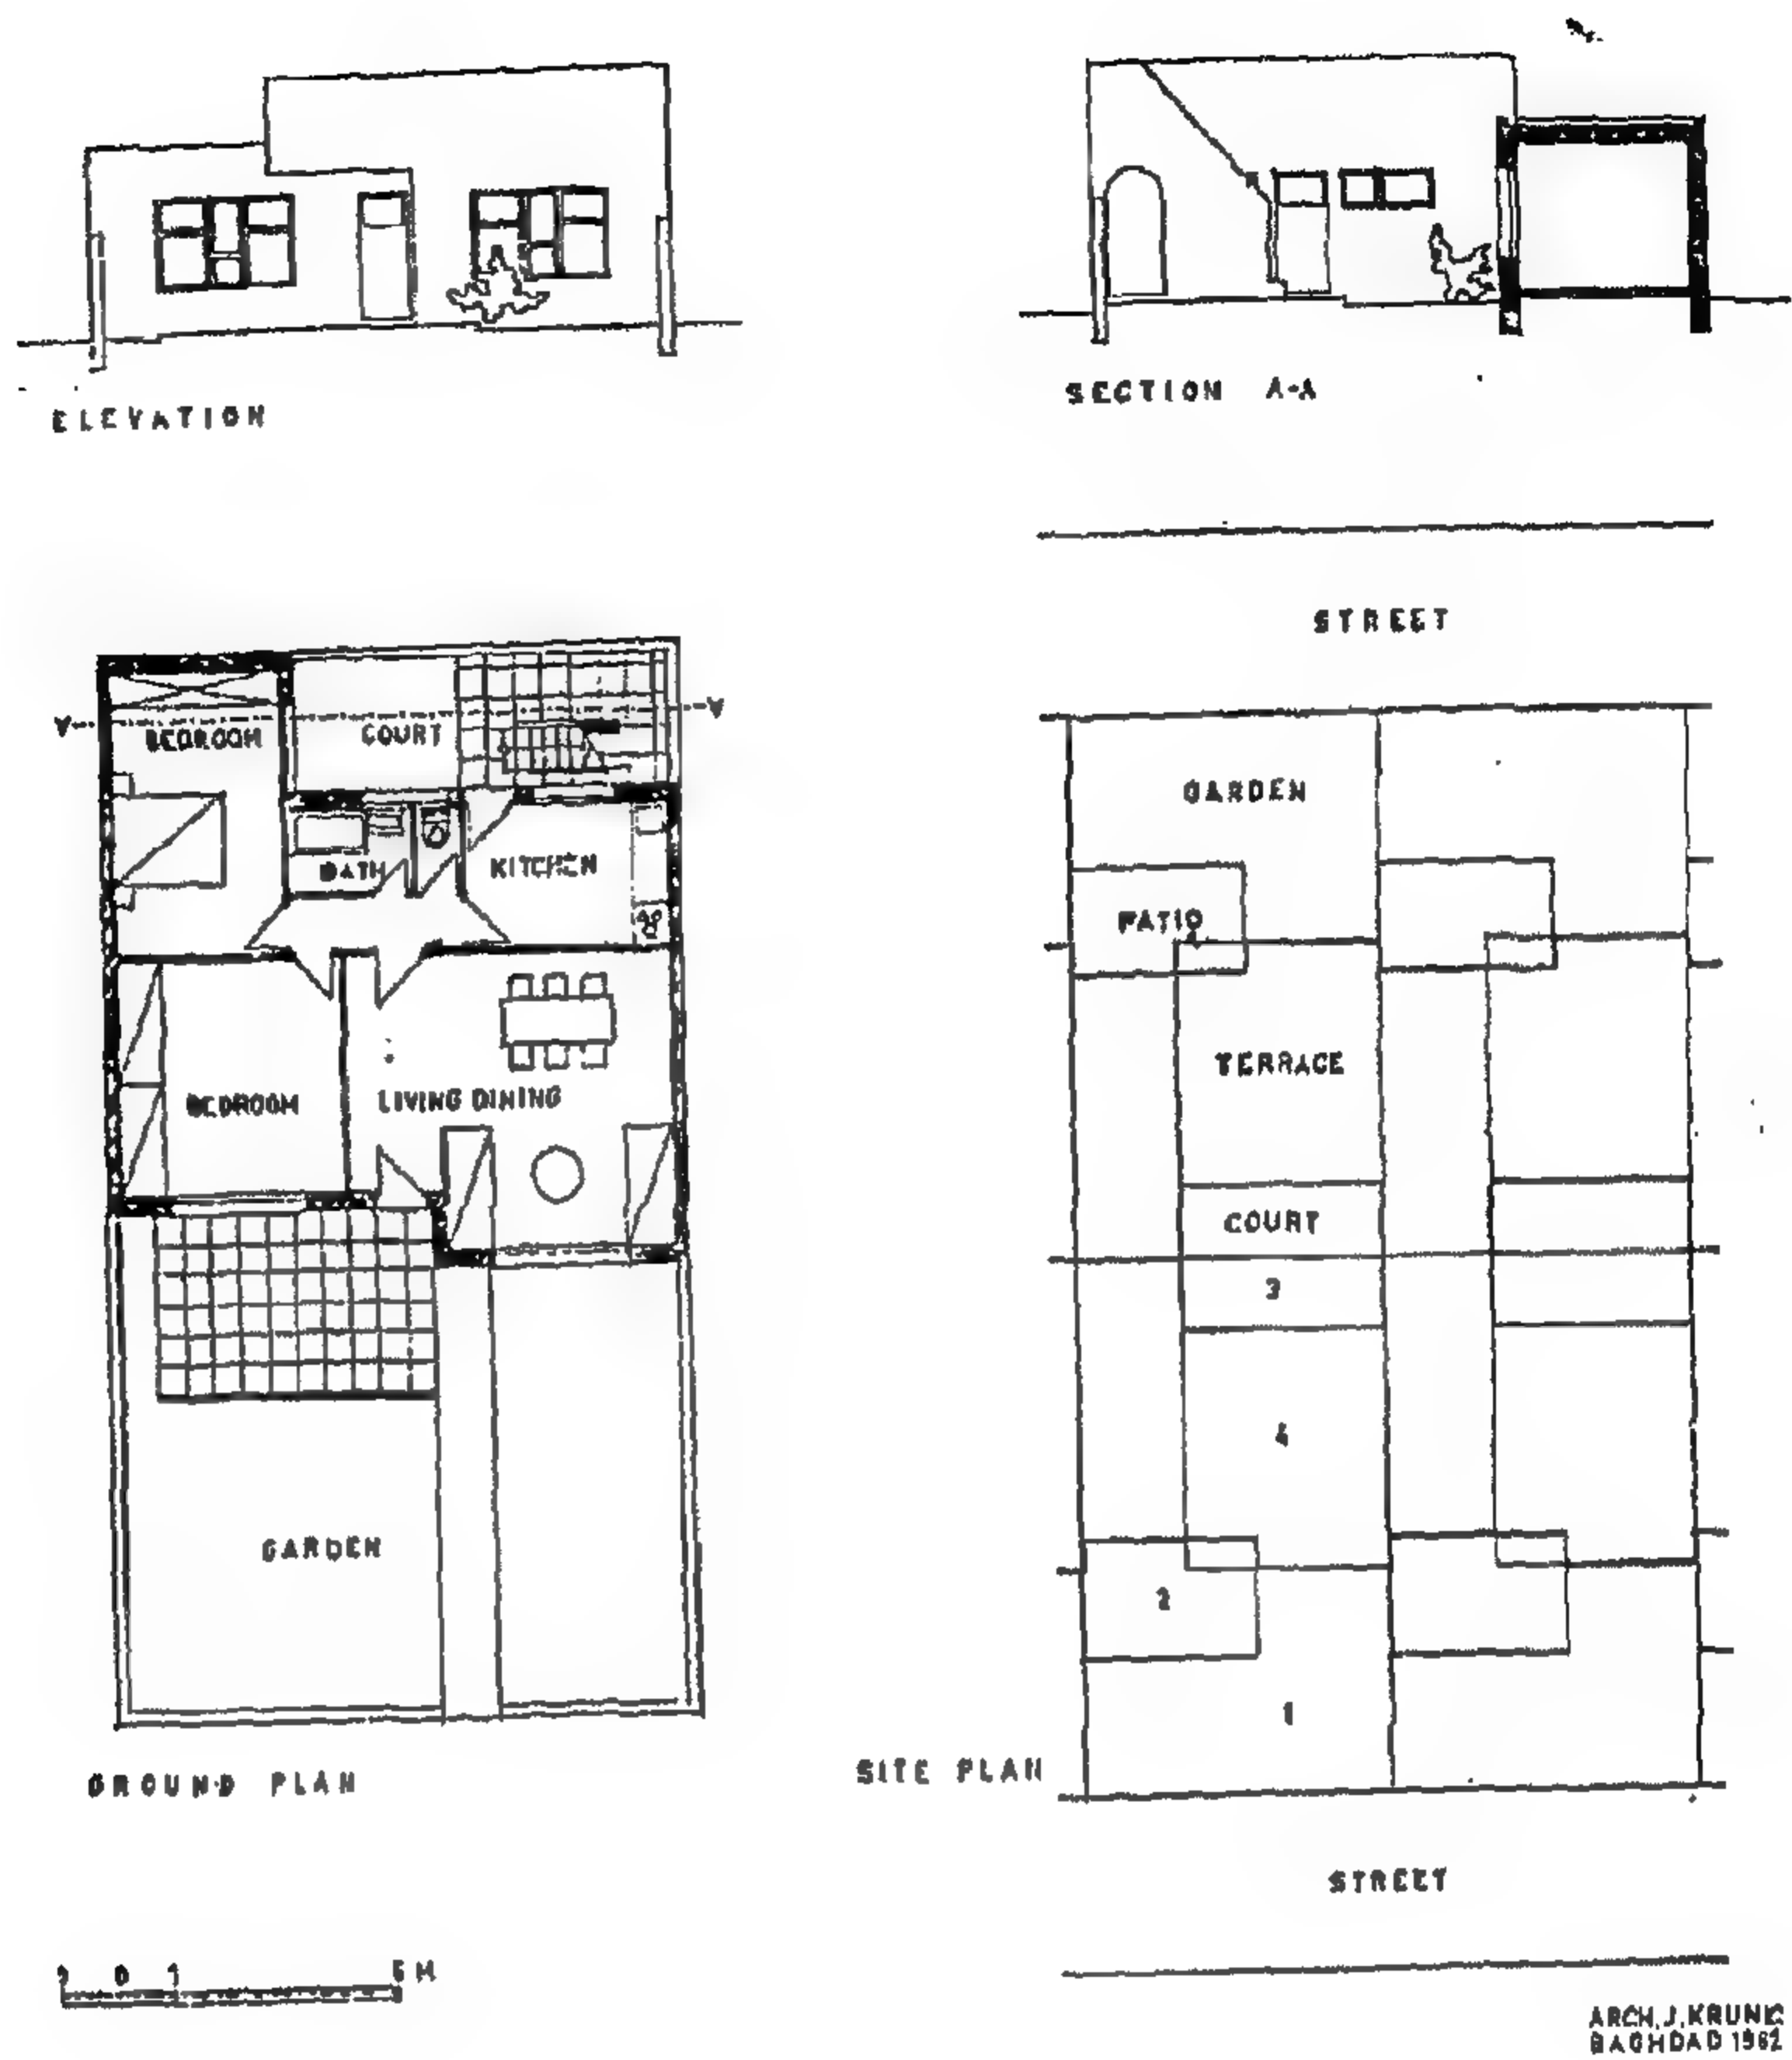 ELEVATION
SECTION A-A
STREET
A A
BEDROOM
COURT
BATH
KITCHEN
BEDROOM
LIVING DINING
GARDEN
GROUND PLAN
GARDEN
PATIO
TERRACE
COURT
3
4
2
1
SITE PLAN
STREET
0 1 5 M
ARCH. J. KRUNIC
BAGHDAD 1962